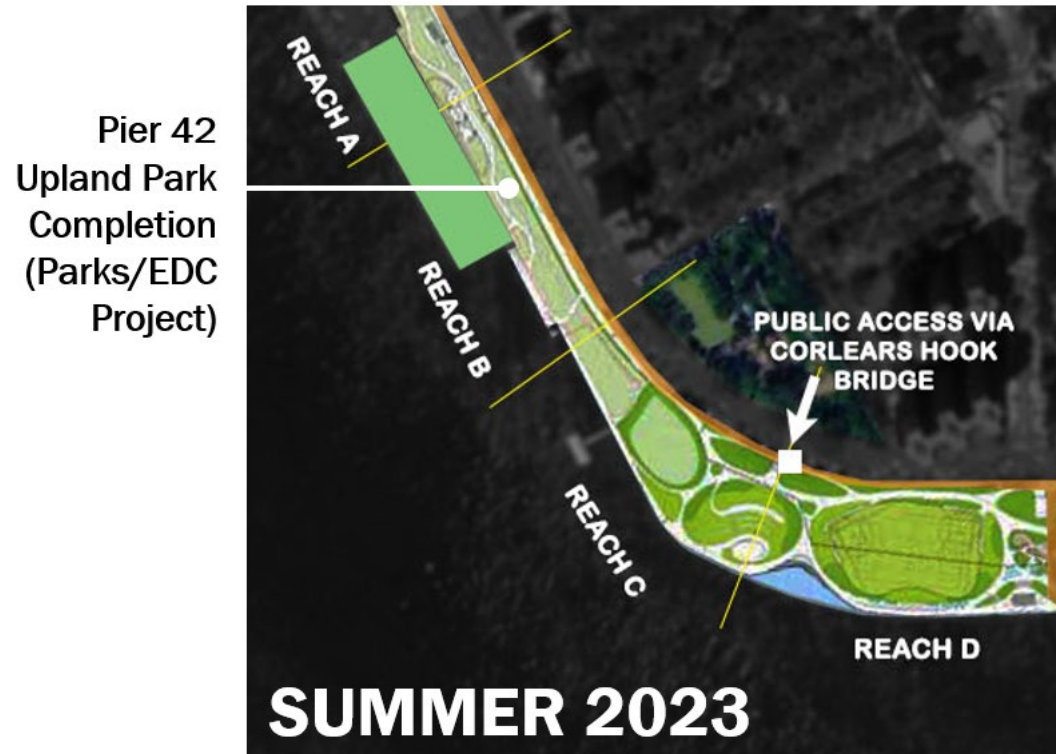 Pier 42
Upland Park
Completion
(Parks/EDC
Project)
REACH A
REACH B
PUBLIC ACCESS VIA
CORLEARS HOOK
BRIDGE
REACH C
REACH D
SUMMER 2023